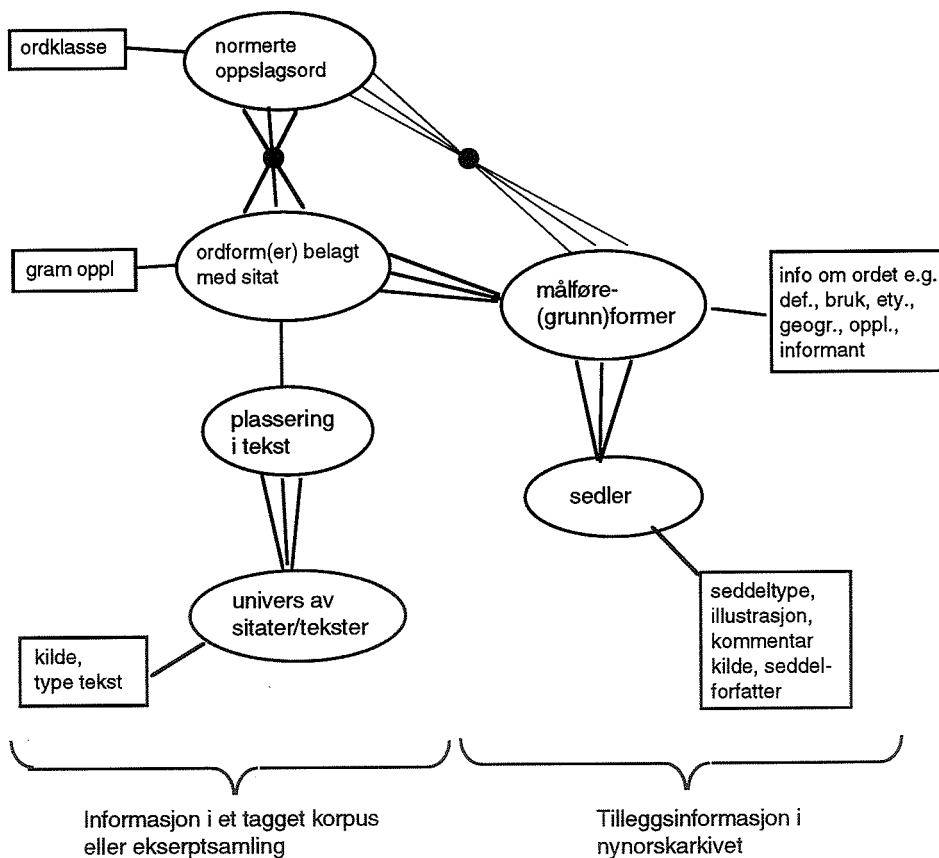 ordklasse
normerte
oppslagsord
gram oppl
ordform(er) belagt
med sitat
målføre-
(grunn)former
info om ordet e.g.
def., bruk, ety.,
geogr., oppl.,
informant
plassering
i tekst
sedler
univers av
sitater/tekster
kilde,
type tekst
seddeltype,
illustrasjon,
kommentar
kilde, seddel-
forfatter
Informasjon i et tagget korpus
eller ekserptsamling
Tilleggsinformasjon i
nynorskarkivet